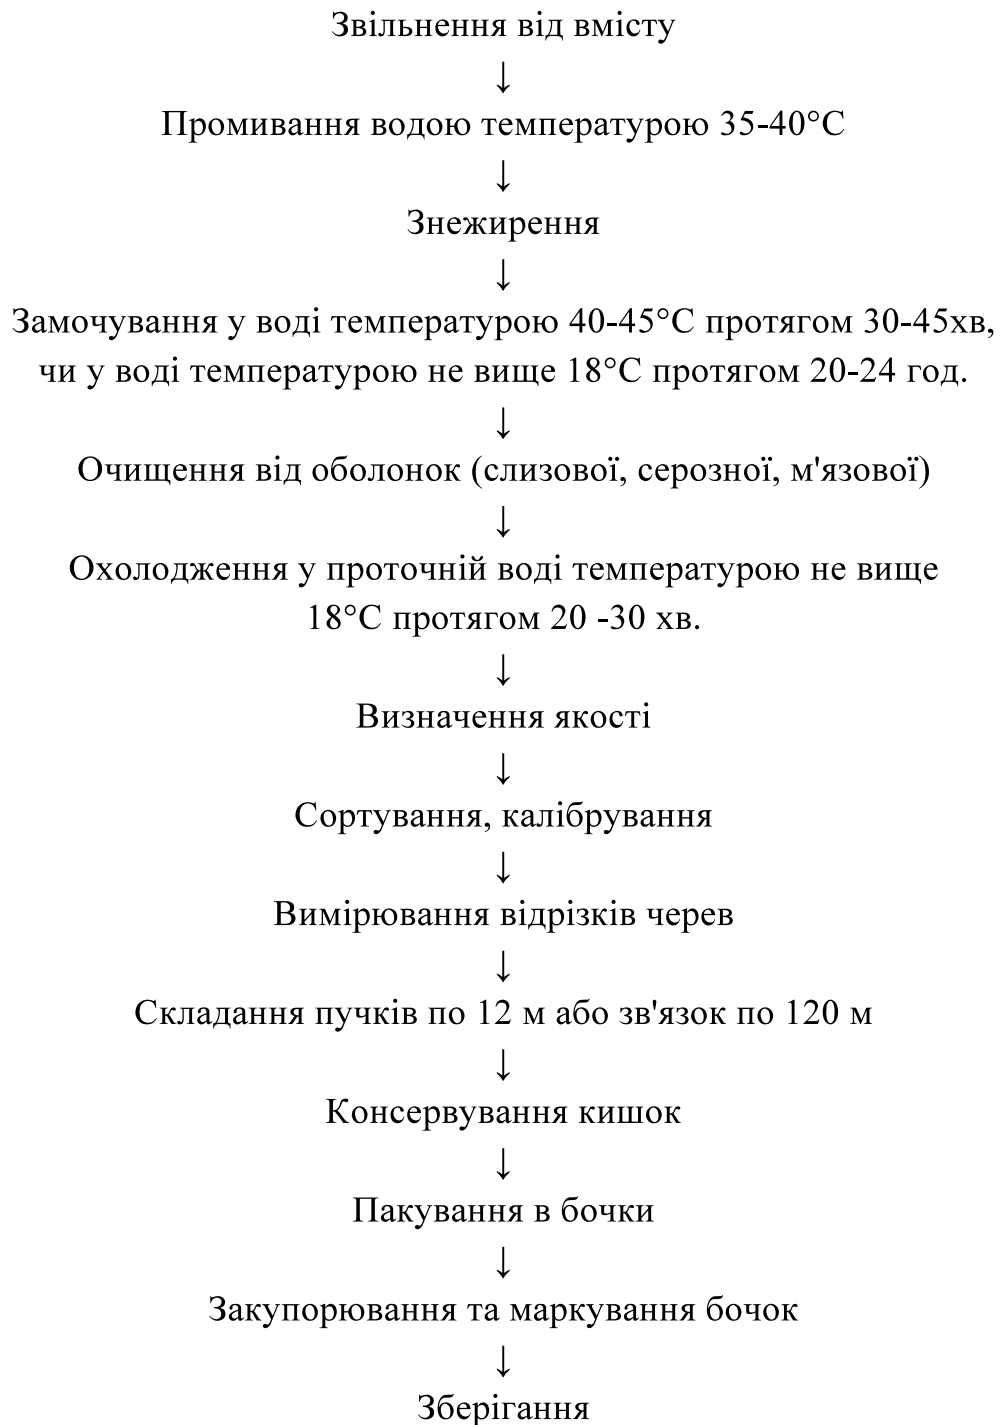 Звільнення від вмісту
↓
Промивання водою температурою 35-40°С
↓
Знежирення
↓
Замочування у воді температурою 40-45°С протягом 30-45хв,
чи у воді температурою не вище 18°С протягом 20-24 год.
↓
Очищення від оболонок (слизової, серозної, м'язової)
↓
Охолодження у проточній воді температурою не вище
18°С протягом 20 -30 хв.
↓
Визначення якості
↓
Сортування, калібрування
↓
Вимірювання відрізків черев
↓
Складання пучків по 12 м або зв'язок по 120 м
↓
Консервування кишок
↓
Пакування в бочки
↓
Закупорювання та маркування бочок
↓
Зберігання